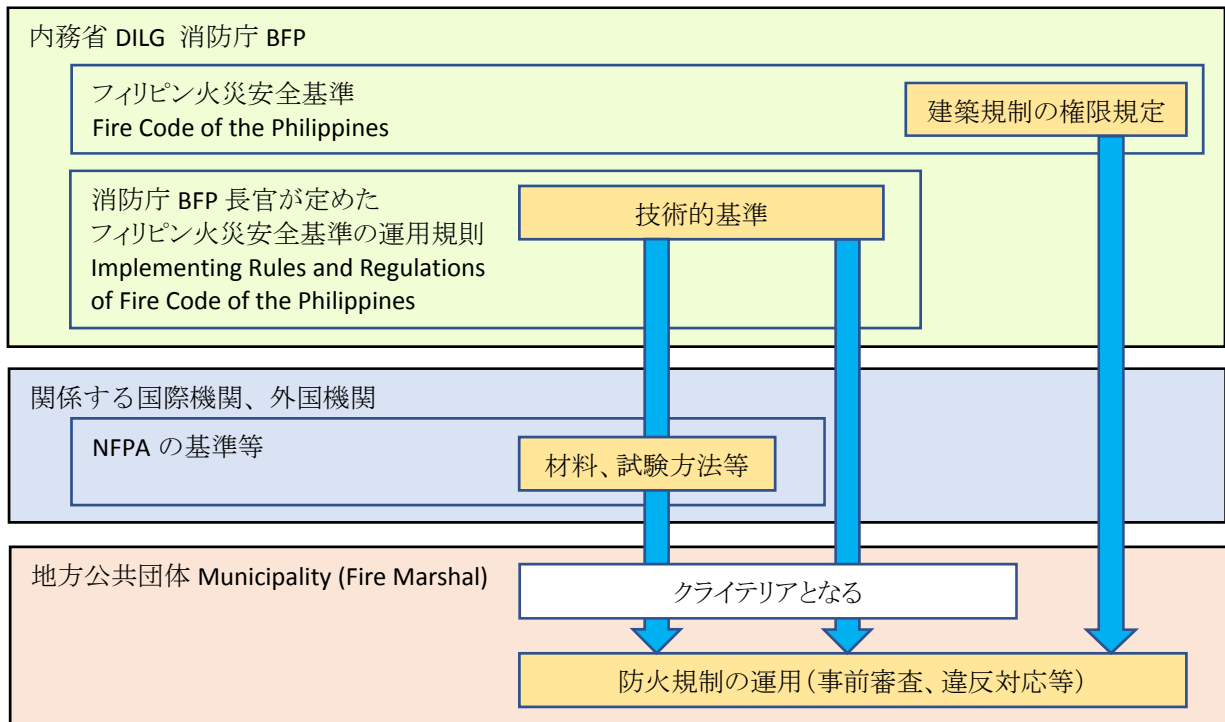 内務省 DILG 消防庁 BFP
フィリピン火災安全基準
Fire Code of the Philippines
建築規制の権限規定
消防庁 BFP 長官が定めた
フィリピン火災安全基準の運用規則
Implementing Rules and Regulations
of Fire Code of the Philippines
技術的基準
関係する国際機関、外国機関
NFPA の基準等
材料、試験方法等
地方公共団体 Municipality (Fire Marshal)
クライテリアとなる
防火規制の運用(事前審査、違反対応等)